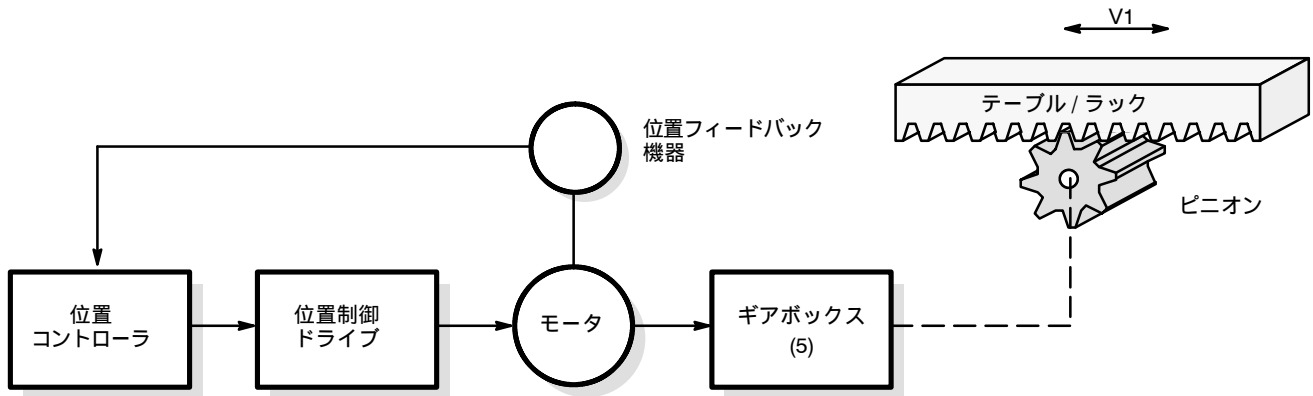 V1
テーブル / ラック
位置フィードバック
機器
ピニオン
位置
コントローラ
位置制御
ドライブ
モータ
ギアボックス
(5)